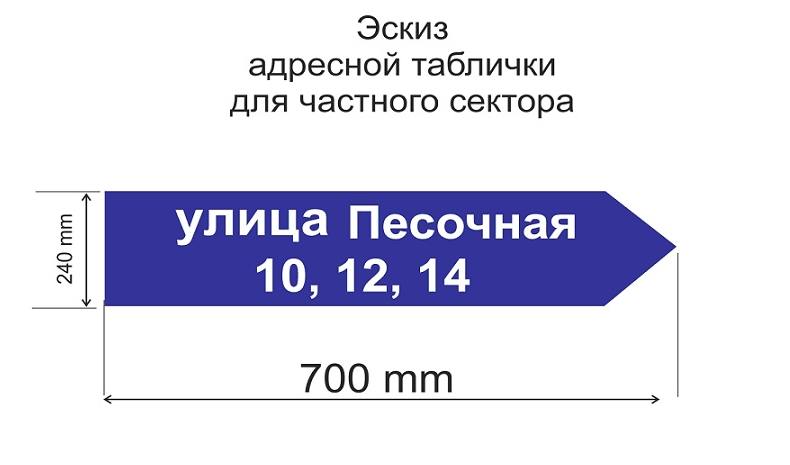 Эскиз
адресной таблички
для частного сектора
улица Песочная
10, 12, 14
240 mm
700 mm